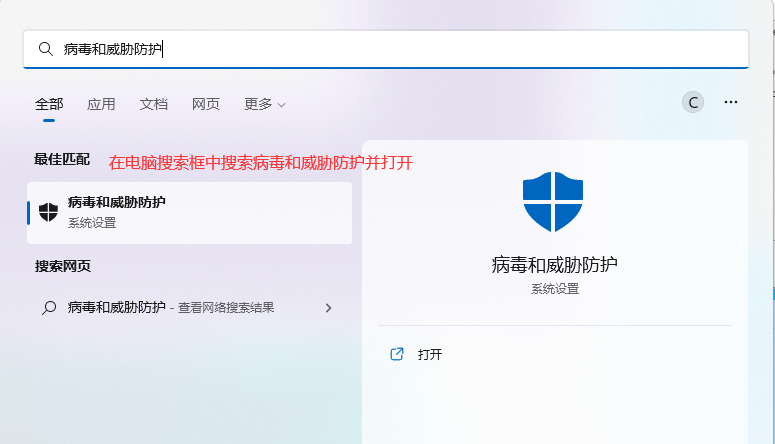 病毒和威胁防护
全部 应用 文档 网页 更多
C
最佳匹配
在电脑搜索框中搜索病毒和威胁防护并打开
病毒和威胁防护
系统设置
搜索网页
病毒和威胁防护 - 查看网络搜索结果
病毒和威胁防护
系统设置
打开